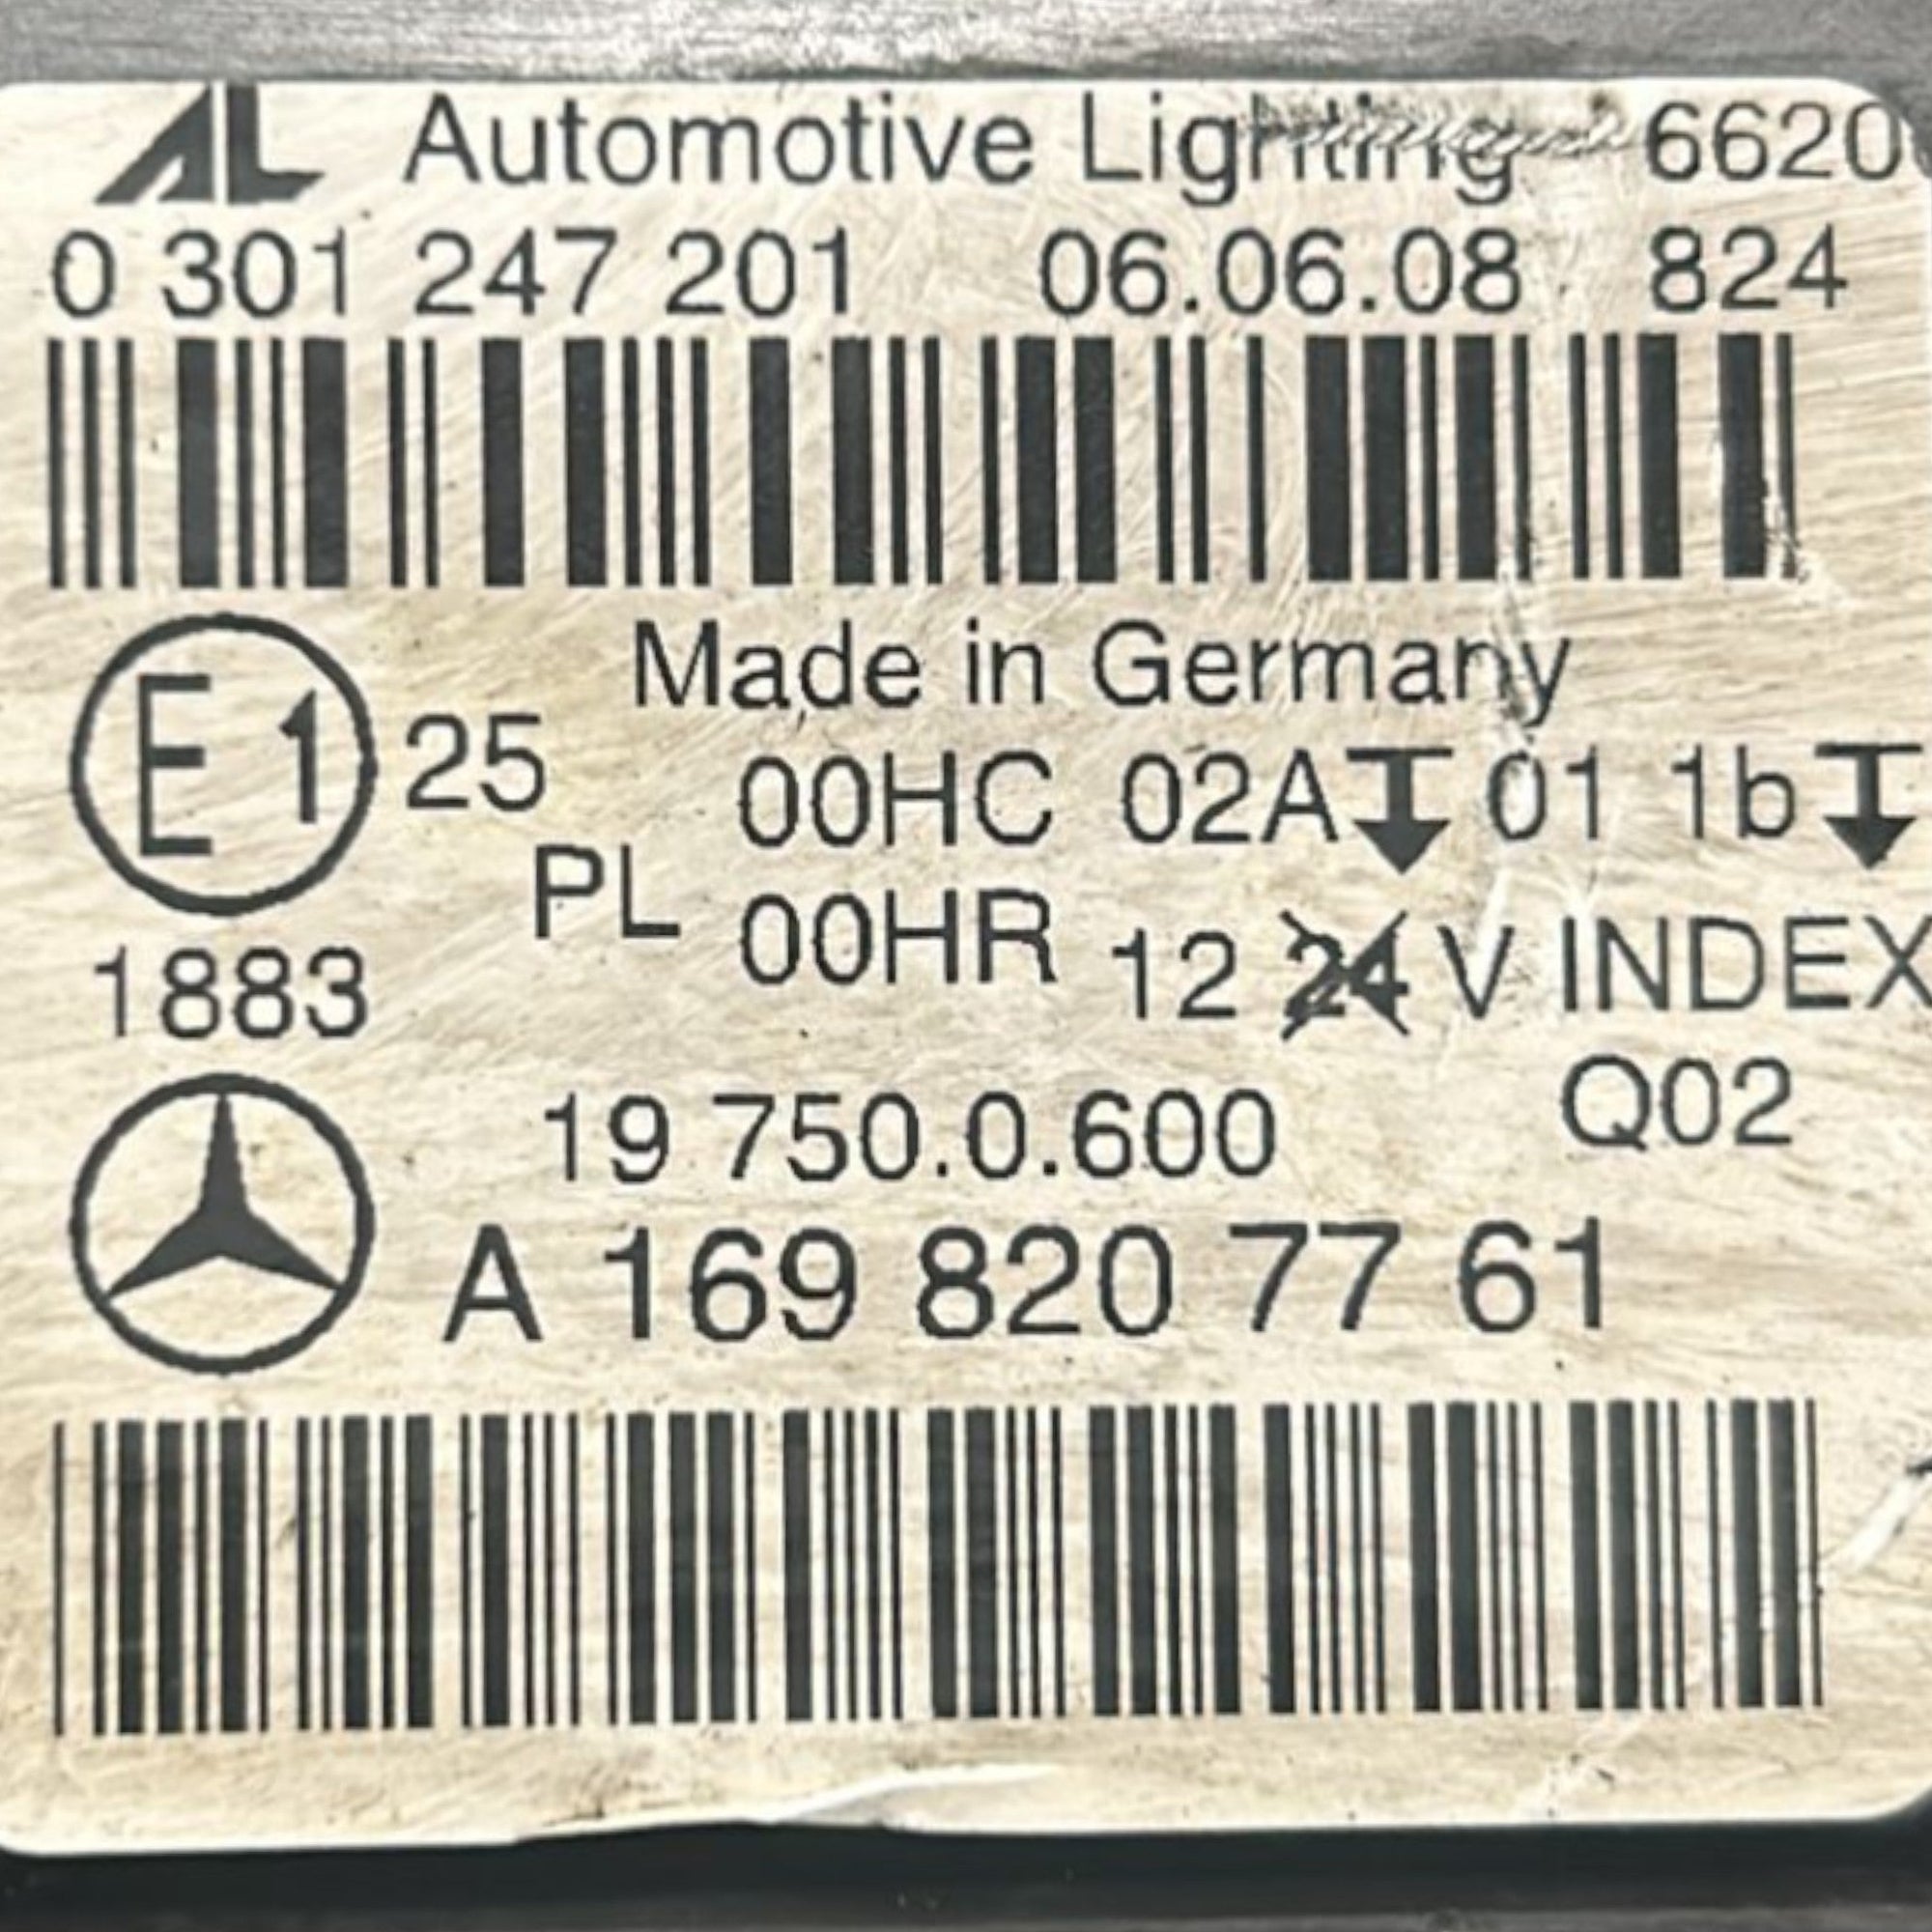 AL Automotive Lighting 6620
0 301 247 201 06.06.08 824
Made in Germany
E1 25
00HC 02A 01 1b
PL
00HR 12 24 V INDEX
1883
19 750.0.600 Q02
A 169 820 77 61